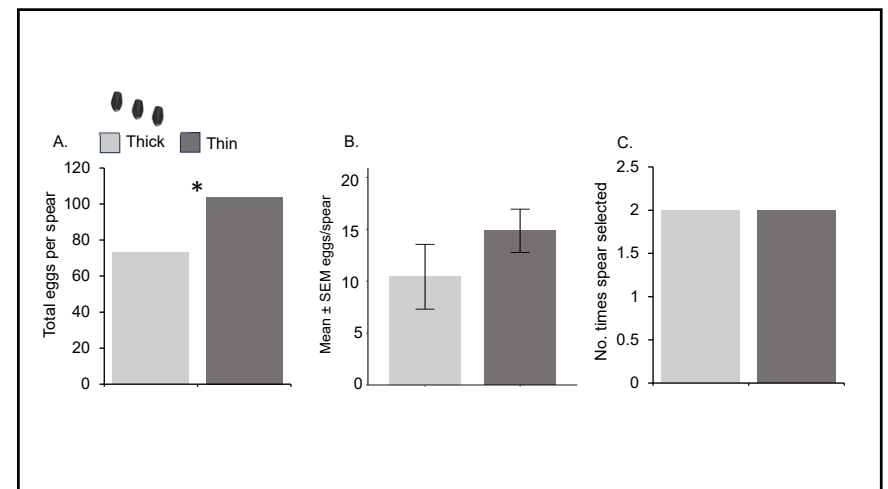 A.
Thick
Thin
Total eggs per spear
120
100
80
60
40
20
0
*
B.
Mean ± SEM eggs/spear
20
15
10
5
0
C.
No. times spear selected
2.5
2
1.5
1
0.5
0